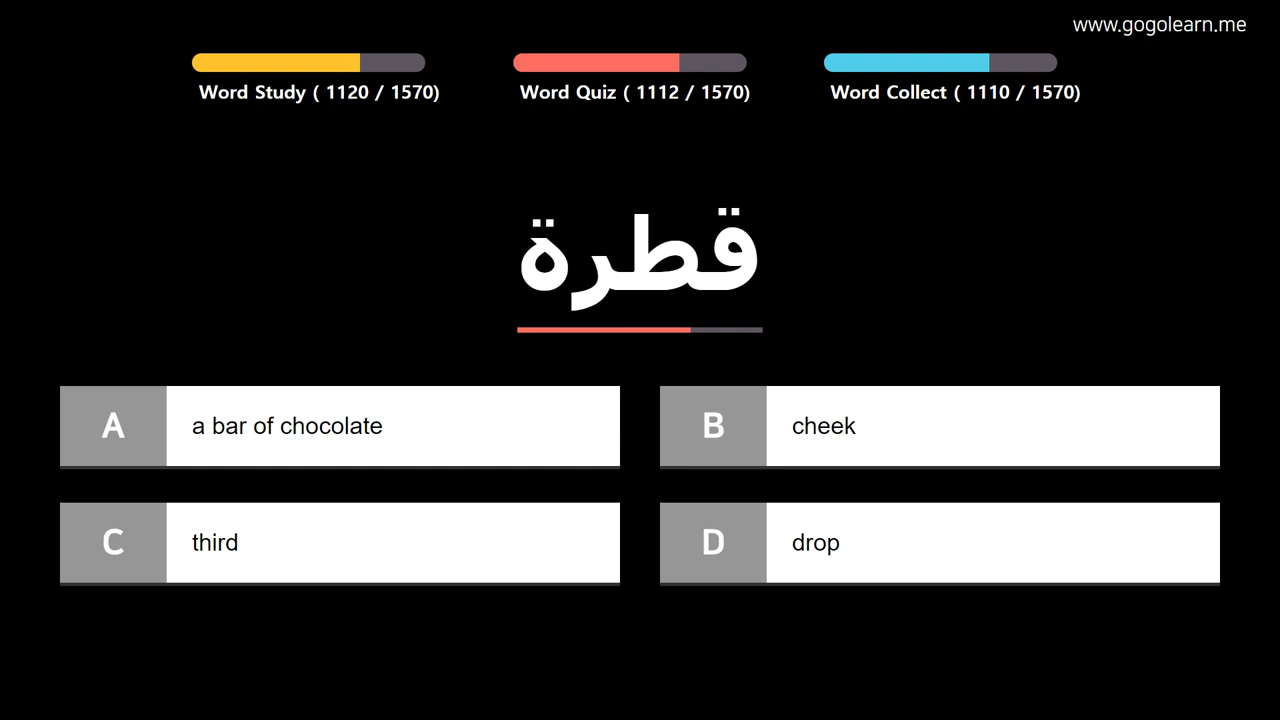 www.gogolearn.me
Word Study ( 1120 / 1570)
Word Quiz ( 1112 / 1570)
Word Collect ( 1110 / 1570)
قطرة
A
a bar of chocolate
B
cheek
C
third
D
drop